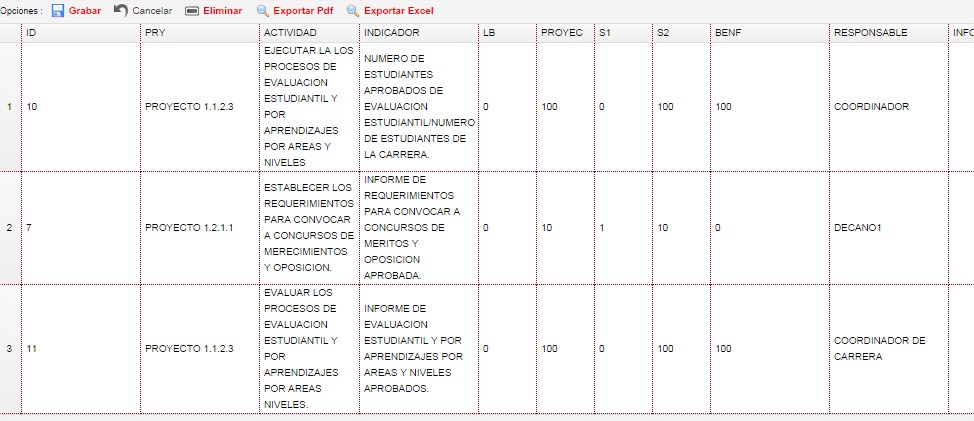 Opciones : Grabar Cancelar Eliminar Exportar Pdf Exportar Excel
ID PRY ACTIVIDAD INDICADOR LB PROYEC S1 S2 BENF RESPONSABLE INFO
1 10 PROYECTO 1.1.2.3
EJECUTAR LA LOS
PROCESOS DE
EVALUACION
ESTUDIANTIL Y
POR
APRENDIZAJES
POR AREAS Y
NIVELES
NUMERO DE
ESTUDIANTES
APROBADOS DE
EVALUACION
ESTUDIANTIL/NUMERO
DE ESTUDIANTES DE
LA CARRERA.
0 100 0 100 100 COORDINADOR
2 7 PROYECTO 1.2.1.1
ESTABLECER LOS
REQUERIMIENTOS
PARA CONVOCAR
A CONCURSOS DE
MERECIMIENTOS
Y OPOSICION.
INFORME DE
REQUERIMIENTOS
PARA CONVOCAR A
CONCURSOS DE
MERITOS Y
OPOSICION
APROBADA.
0 10 1 10 0 DECANO1
3 11 PROYECTO 1.1.2.3
EVALUAR LOS
PROCESOS DE
EVALUACION
ESTUDIANTIL Y
POR
APRENDIZAJES
POR AREAS
NIVELES.
INFORME DE
EVALUACION
ESTUDIANTIL Y POR
APRENDIZAJES POR
AREAS Y NIVELES
APROBADOS.
0 100 0 100 100
COORDINADOR DE
CARRERA